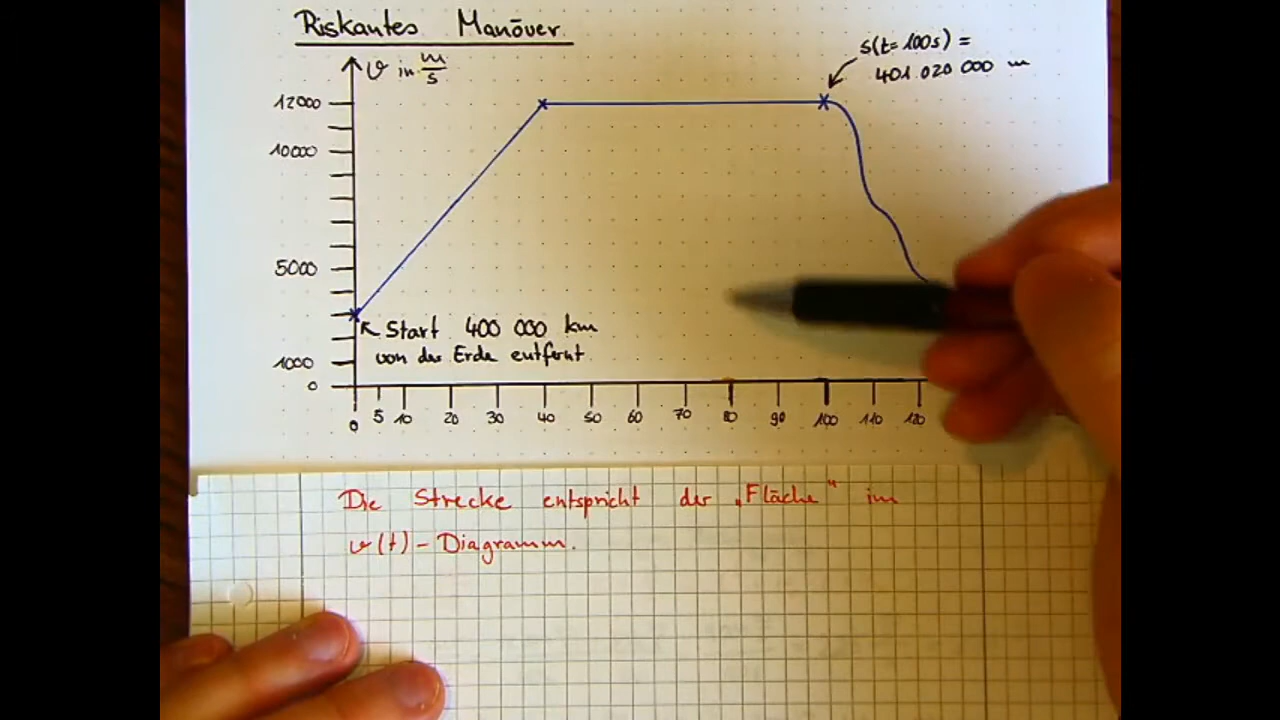 Riskantes Manöver
v in m/s
s(t=100s) =
401 020 000 m
12000
10000
5000
Start 400 000 km
von der Erde entfernt
1000
0
0 5 10 20 30 40 50 60 70 80 90 100 110 120
Die Strecke entspricht der „Fläche" im
v(t) - Diagramm.